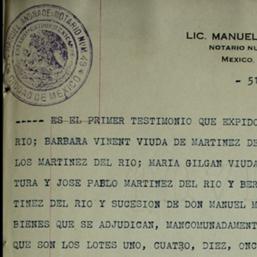 LIC. MANUEL
NOTARIO NUM
MEXICO.
- 51
----- ES EL PRIMER TESTIMONIO QUE EXPIDO
RIO; BARBARA VINENT VIUDA DE MARTINEZ DE
LOS MARTINEZ DEL RIO; MARIA GILGAN VIUDA
TURA Y JOSE PABLO MARTINEZ DEL RIO Y BER
TINEZ DEL RIO Y SUCESION DE DON MANUEL M
BIENES QUE SE ADJUDICAN, MANCOMUNADAMENT
QUE SON LOS LOTES UNO, CUATRO, DIEZ, ONC